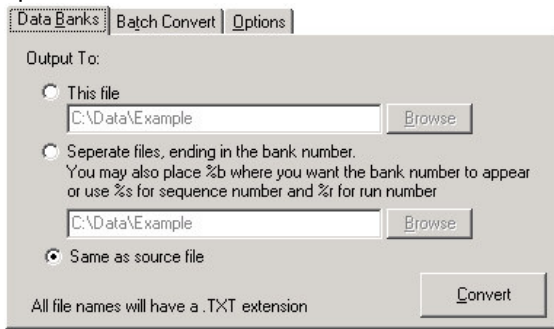 Data Banks Batch Convert Options
Output To:
This file
C:\Data\Example Browse
Seperate files, ending in the bank number.
You may also place %b where you want the bank number to appear
or use %s for sequence number and %r for run number
C:\Data\Example Browse
Same as source file
All file names will have a .TXT extension Convert